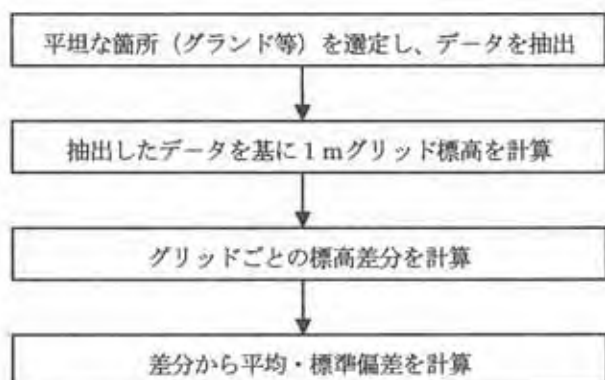 平坦な箇所（グランド等）を選定し、データを抽出
抽出したデータを基に１ｍグリッド標高を計算
グリッドごとの標高差分を計算
差分から平均・標準偏差を計算